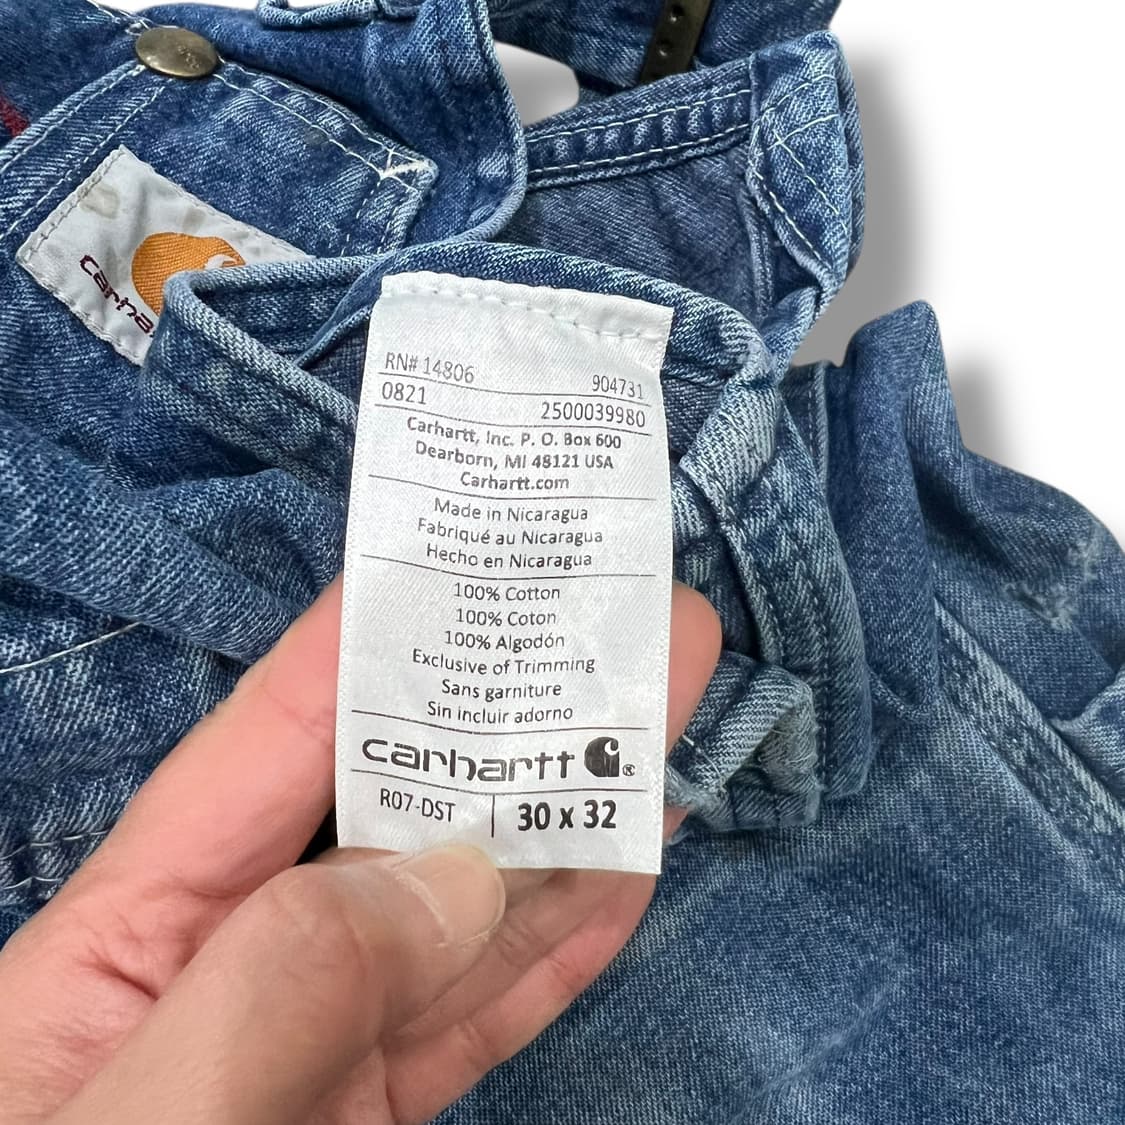 carha
RN# 14806 904731
0821 2500039980
Carhartt, Inc. P. O. Box 600
Dearborn, MI 48121 USA
Carhartt.com
Made in Nicaragua
Fabriqué au Nicaragua
Hecho en Nicaragua
100% Cotton
100% Coton
100% Algodón
Exclusive of Trimming
Sans garniture
Sin incluir adorno
carhartt ®
R07-DST 30 x 32